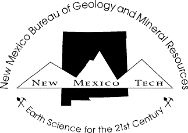 New Mexico Bureau of Geology and Mineral Resources
New Mexico Tech
Earth Science for the 21st Century